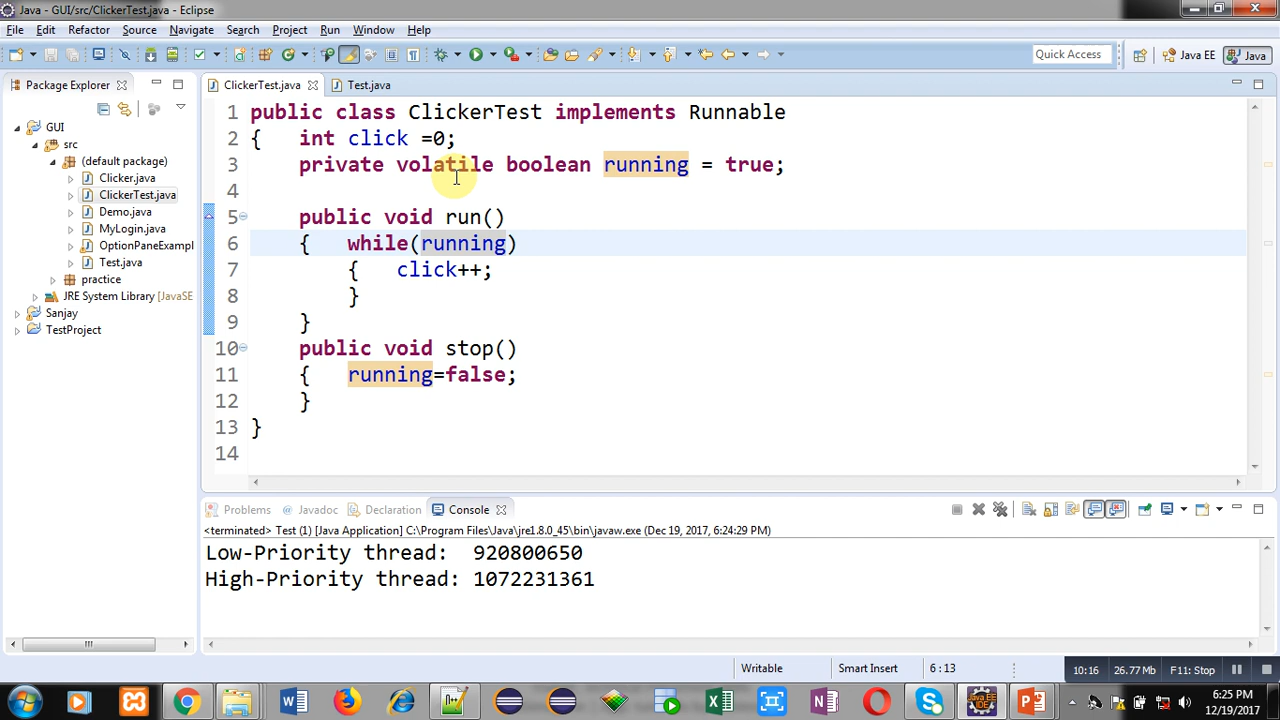 Java - GUI/src/ClickerTest.java - Eclipse
File Edit Refactor Source Navigate Search Project Run Window Help
Quick Access Java EE Java
Package Explorer
ClickerTest.java Test.java
GUI
src
(default package)
Clicker.java
ClickerTest.java
Demo.java
MyLogin.java
OptionPaneExampl
Test.java
practice
JRE System Library [JavaSE
Sanjay
TestProject
1 public class ClickerTest implements Runnable
2 { int click =0;
3 private volatile boolean running = true;
4
5 public void run()
6 { while(running)
7 { click++;
8 }
9 }
10 public void stop()
11 { running=false;
12 }
13 }
14
Problems Javadoc Declaration Console
<terminated> Test (1) [Java Application] C:\Program Files\Java\jre1.8.0_45\bin\javaw.exe (Dec 19, 2017, 6:24:29 PM)
Low-Priority thread: 920800650
High-Priority thread: 1072231361
Writable Smart Insert 6 : 13
10:16 26.77 Mb F11: Stop
6:25 PM
12/19/2017